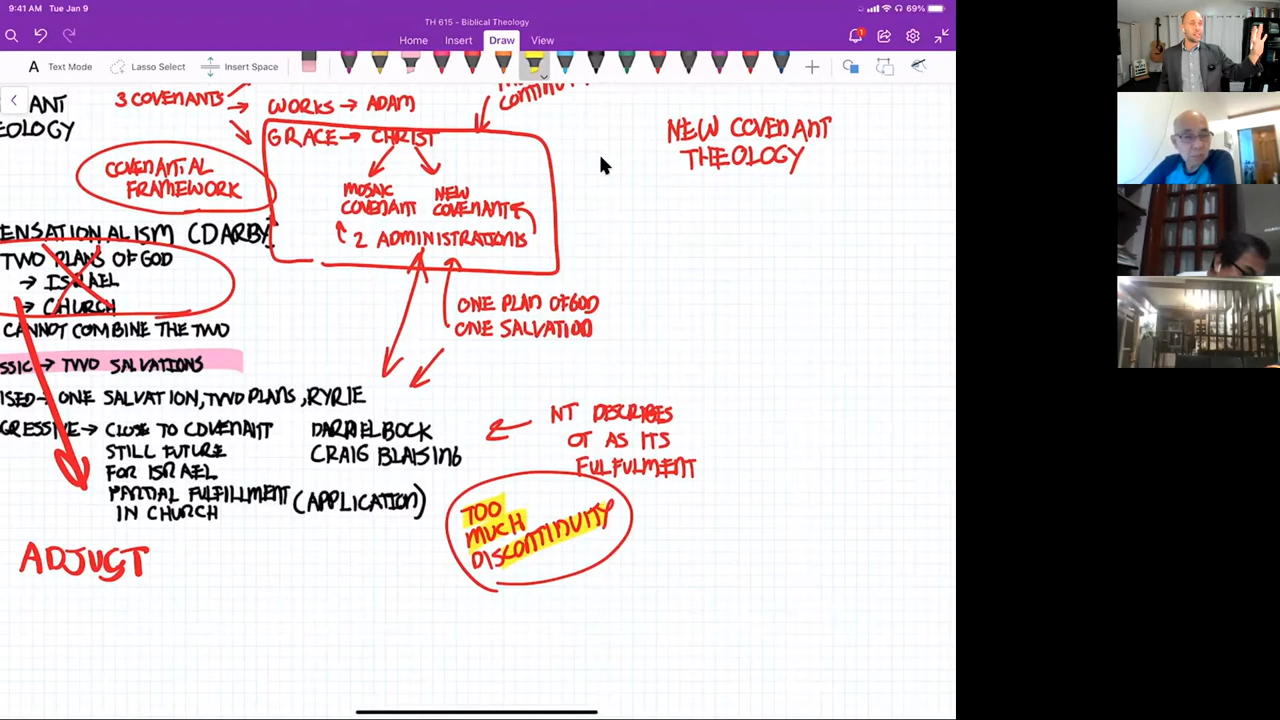 9:41 AM Tue Jan 9
69%
TH 615 - Biblical Theology
Home Insert Draw View
1
A Text Mode Lasso Select Insert Space
ANT
EOLOGY
3 COVENANTS
WORKS → ADAM
GRACE → CHRIST
MOSAIC
COVENANT
NEW
COVENANT
2 ADMINISTRATIONS
COVENANTAL
FRAMEWORK
NEW COVENANT
THEOLOGY
ENSATIONALISM (DARBY)
TWO PLANS OF GOD
→ ISRAEL
→ CHURCH
CANNOT COMBINE THE TWO
ONE PLAN OF GOD
ONE SALVATION
SSIC → TWO SALVATIONS
ISED → ONE SALVATION, TWO PLANS, RYRIE
GRESSIVE → CLOSE TO COVENANT
STILL FUTURE
FOR ISRAEL
PARTIAL FULFILLMENT (APPLICATION)
IN CHURCH
DARREL BOCK
CRAIG BLAISING
NT DESCRIBES
OT AS ITS
FULFULMENT
TOO
MUCH
DISCONTINUITY
ADJUST